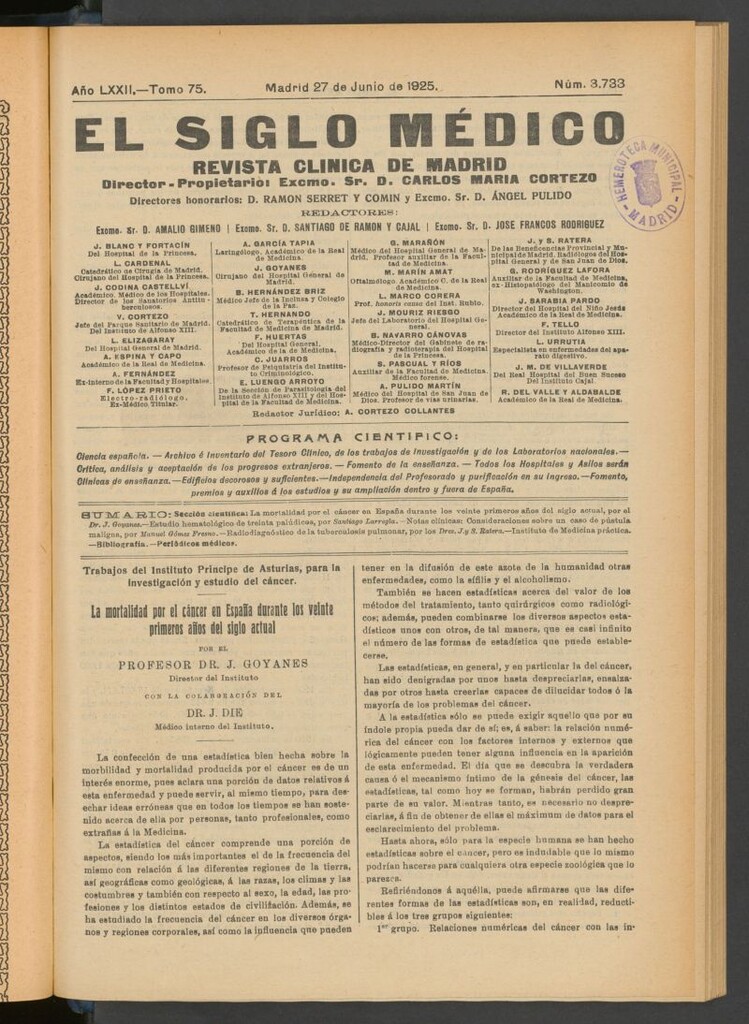 Año LXXII.—Tomo 75.
Madrid 27 de Junio de 1925.
Núm. 3.733
EL SIGLO MÉDICO
REVISTA CLINICA DE MADRID
Director-Propietario: Excmo. Sr. D. CARLOS MARIA CORTEZO
Directores honorarios: D. RAMON SERRET Y COMIN y Excmo. Sr. D. ÁNGEL PULIDO
HEMEROTECA MUNICIPAL
MADRID
REDACTORES:
Excmo. Sr. D. AMALIO GIMENO | Excmo. Sr. D. SANTIAGO DE RAMON Y CAJAL | Excmo. Sr. D. JOSE FRANCOS RODRIGUEZ
J. BLANC Y FORTACÍN
Del Hospital de la Princesa.
L. CARDENAL
Catedrático de Cirugía de Madrid.
Cirujano del Hospital de la Princesa.
J. CODINA CASTELLVÍ
Académico. Médico de los Hospitales.
Director de los Sanatorios Antituberculosos.
V. CORTEZO
Jefe del Parque Sanitario de Madrid.
Del Instituto de Alfonso XIII.
L. ELIZAGARAY
Del Hospital General de Madrid.
A. ESPINA Y CAPO
Académico de la Real de Medicina.
A. FERNÁNDEZ
Ex-interno de la Facultad y Hospitales.
F. LÓPEZ PRIETO
Electro-radiólogo.
Ex-Médico Titular.
A. GARCÍA TAPIA
Laringólogo. Académico de la Real
de Medicina.
J. GOYANES
Cirujano del Hospital General de
Madrid.
B. HERNÁNDEZ BRIZ
Médico Jefe de la Inclusa y Colegio
de la Paz.
T. HERNANDO
Catedrático de Terapéutica de la
Facultad de Medicina de Madrid.
F. HUERTAS
Del Hospital General.
Académico de la de Medicina.
C. JUARROS
Profesor de Psiquiatría del Instituto
Criminológico.
E. LUENGO ARROYO
De la Sección de Parasitología del
Instituto de Alfonso XIII y del Hospital
de la Facultad de Medicina.
G. MARAÑÓN
Médico del Hospital General de Madrid.
Profesor auxiliar de la Facultad
de Medicina.
M. MARÍN AMAT
Oftalmólogo. Académico C. de la Real
de Medicina.
L. MARCO CORERA
Prof. honorario del Inst. Rubio.
J. MOURIZ RIESGO
Jefe del Laboratorio del Hospital General.
B. NAVARRO CÁNOVAS
Médico-Director del Gabinete de radiografía
y radioterapia del Hospital
de la Princesa.
S. PASCUAL Y RÍOS
Auxiliar de la Facultad de Medicina.
Médico forense.
A. PULIDO MARTÍN
Médico del Hospital de San Juan de
Dios. Profesor de vías urinarias.
J. y S. RATERA
De las Beneficencias Provincial y Municipal
de Madrid. Radiólogos del Hospital
General y de San Juan de Dios.
G. RODRÍGUEZ LAFORA
Auxiliar de la Facultad de Medicina,
ex-Histopatólogo del Manicomio de
Washington.
J. SARABIA PARDO
Director del Hospital del Niño Jesús.
Académico de la Real de Medicina.
F. TELLO
Director del Instituto Alfonso XIII.
L. URRUTIA
Especialista en enfermedades del aparato
digestivo.
J. M. DE VILLAVERDE
Del Real Hospital del Buen Suceso
Del Instituto Cajal.
R. DEL VALLE Y ALDABALDE
Académico de la Real de Medicina.
Redactor Jurídico: A. CORTEZO COLLANTES
PROGRAMA CIENTIFICO:
Ciencia española. — Archivo é Inventario del Tesoro Clínico, de los trabajos de Investigación y de los Laboratorios nacionales.—
Crítica, análisis y aceptación de los progresos extranjeros. — Fomento de la enseñanza. — Todos los Hospitales y Asilos serán
Clínicas de enseñanza.—Edificios decorosos y suficientes.—Independencia del Profesorado y purificación en su ingreso.—Fomento,
premios y auxilios á los estudios y su ampliación dentro y fuera de España.
SUMARIO: Sección científica: La mortalidad por el cáncer en España durante los veinte primeros años del siglo actual, por el
Dr. J. Goyanes.—Estudio hematológico de treinta palúdicos, por Santiago Larregla.—Notas clínicas: Consideraciones sobre un caso de pústula
maligna, por Manuel Gómez Fresno.—Radiodiagnóstico de la tuberculosis pulmonar, por los Dres. J. y S. Ratera.—Instituto de Medicina práctica.
—Bibliografía.—Periódicos médicos.
Trabajos del Instituto Príncipe de Asturias, para la
investigación y estudio del cáncer.
La mortalidad por el cáncer en España durante los veinte
primeros años del siglo actual
POR EL
PROFESOR DR. J. GOYANES
Director del Instituto
CON LA COLABORACIÓN DEL
DR. J. DIE
Médico interno del Instituto.
La confección de una estadística bien hecha sobre la
morbilidad y mortalidad producida por el cáncer es de un
interés enorme, pues aclara una porción de datos relativos á
esta enfermedad y puede servir, al mismo tiempo, para desechar
ideas erróneas que en todos los tiempos se han sostenido
acerca de ella por personas, tanto profesionales, como
extrañas á la Medicina.
La estadística del cáncer comprende una porción de
aspectos, siendo los más importantes el de la frecuencia del
mismo con relación á las diferentes regiones de la tierra,
así geográficas como geológicas, á las razas, los climas y las
costumbres y también con respecto al sexo, la edad, las profesiones
y los distintos estados de civilización. Además, se
ha estudiado la frecuencia del cáncer en los diversos órganos
y regiones corporales, así como la influencia que pueden
tener en la difusión de este azote de la humanidad otras
enfermedades, como la sífilis y el alcoholismo.
También se hacen estadísticas acerca del valor de los
métodos del tratamiento, tanto quirúrgicos como radiológicos;
además, pueden combinarse los diversos aspectos estadísticos
unos con otros, de tal manera, que es casi infinito
el número de las formas de estadística que puede establecerse.
Las estadísticas, en general, y en particular la del cáncer,
han sido denigradas por unos hasta despreciarlas, ensalzadas
por otros hasta creerlas capaces de dilucidar todos ó la
mayoría de los problemas del cáncer.
A la estadística sólo se puede exigir aquello que por su
índole propia pueda dar de sí; es, á saber: la relación numérica
del cáncer con los factores internos y externos que
lógicamente pueden tener alguna influencia en la aparición
de esta enfermedad. El día que se descubra la verdadera
causa ó el mecanismo íntimo de la génesis del cáncer, las
estadísticas, tal como hoy se forman, habrán perdido gran
parte de su valor. Mientras tanto, es necesario no despreciarlas,
á fin de obtener de ellas el máximum de datos para el
esclarecimiento del problema.
Hasta ahora, sólo para la especie humana se han hecho
estadísticas sobre el cáncer, pero es indudable que lo mismo
podrían hacerse para cualquiera otra especie zoológica que lo
parezca.
Refiriéndonos á aquélla, puede afirmarse que las diferentes
formas de las estadísticas son, en realidad, reductibles
á los tres grupos siguientes:
1er grupo. Relaciones numéricas del cáncer con las in-